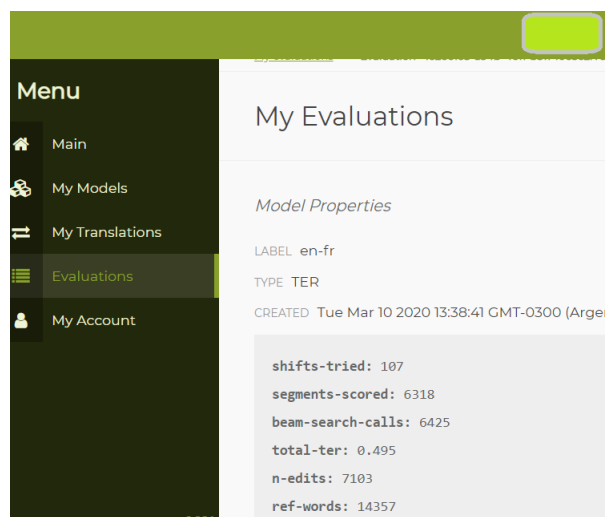 Menu
Main
My Models
My Translations
Evaluations
My Account
My Evaluations
Model Properties
LABEL en-fr
TYPE TER
CREATED Tue Mar 10 2020 13:38:41 GMT-0300 (Arge
shifts-tried: 107
segments-scored: 6318
beam-search-calls: 6425
total-ter: 0.495
n-edits: 7103
ref-words: 14357